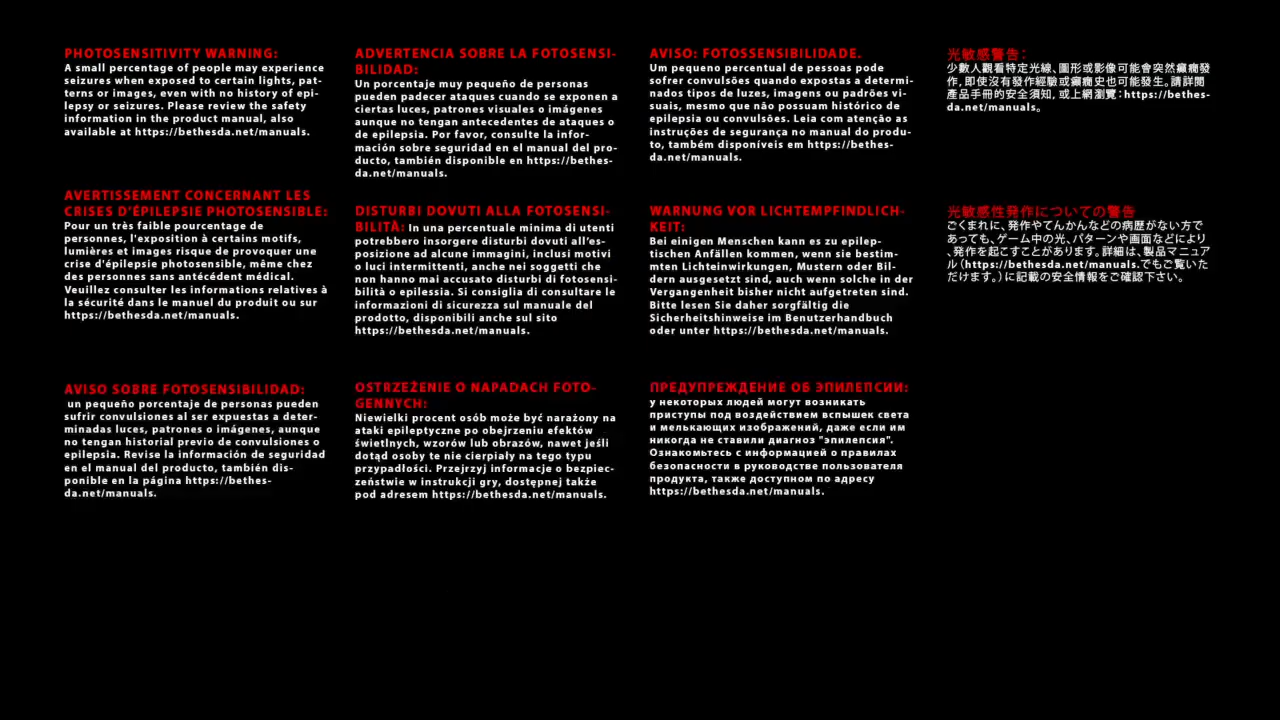 PHOTOSENSITIVITY WARNING:
A small percentage of people may experience
seizures when exposed to certain lights, pat-
terns or images, even with no history of epi-
lepsy or seizures. Please review the safety
information in the product manual, also
available at https://bethesda.net/manuals.
AVERTISSEMENT CONCERNANT LES
CRISES D'ÉPILEPSIE PHOTOSENSIBLE:
Pour un très faible pourcentage de
personnes, l'exposition à certains motifs,
lumières et images risque de provoquer une
crise d'épilepsie photosensible, même chez
des personnes sans antécédent médical.
Veuillez consulter les informations relatives à
la sécurité dans le manuel du produit ou sur
https://bethesda.net/manuals.
AVISO SOBRE FOTOSENSIBILIDAD:
un pequeño porcentaje de personas pueden
sufrir convulsiones al ser expuestas a deter-
minadas luces, patrones o imágenes, aunque
no tengan historial previo de convulsiones o
epilepsia. Revise la información de seguridad
en el manual del producto, también dis-
ponible en la página https://bethes-
da.net/manuals.
ADVERTENCIA SOBRE LA FOTOSENSI-
BILIDAD:
Un porcentaje muy pequeño de personas
pueden padecer ataques cuando se exponen a
ciertas luces, patrones visuales o imágenes
aunque no tengan antecedentes de ataques o
de epilepsia. Por favor, consulte la infor-
mación sobre seguridad en el manual del pro-
ducto, también disponible en https://bethes-
da.net/manuals.
DISTURBI DOVUTI ALLA FOTOSENSI-
BILITÀ: In una percentuale minima di utenti
potrebbero insorgere disturbi dovuti all'es-
posizione ad alcune immagini, inclusi motivi
o luci intermittenti, anche nei soggetti che
non hanno mai accusato disturbi di fotosensi-
bilità o epilessia. Si consiglia di consultare le
informazioni di sicurezza sul manuale del
prodotto, disponibili anche sul sito
https://bethesda.net/manuals.
OSTRZEŻENIE O NAPADACH FOTO-
GENNYCH:
Niewielki procent osób może być narażony na
ataki epileptyczne po obejrzeniu efektów
świetlnych, wzorów lub obrazów, nawet jeśli
dotąd osoby te nie cierpiały na tego typu
przypadłości. Przejrzyj informacje o bezpiec-
zeństwie w instrukcji gry, dostępnej także
pod adresem https://bethesda.net/manuals.
AVISO: FOTOSSENSIBILIDADE.
Um pequeno percentual de pessoas pode
sofrer convulsões quando expostas a determi-
nados tipos de luzes, imagens ou padrões vi-
suais, mesmo que não possuam histórico de
epilepsia ou convulsões. Leia com atenção as
instruções de segurança no manual do produ-
to, também disponíveis em https://bethes-
da.net/manuals.
WARNUNG VOR LICHTEMPFINDLICH-
KEIT:
Bei einigen Menschen kann es zu epilep-
tischen Anfällen kommen, wenn sie bestim-
mten Lichteinwirkungen, Mustern oder Bil-
dern ausgesetzt sind, auch wenn solche in der
Vergangenheit bisher nicht aufgetreten sind.
Bitte lesen Sie daher sorgfältig die
Sicherheitshinweise im Benutzerhandbuch
oder unter https://bethesda.net/manuals.
ПРЕДУПРЕЖДЕНИЕ ОБ ЭПИЛЕПСИИ:
у некоторых людей могут возникать
приступы под воздействием вспышек света
и мелькающих изображений, даже если им
никогда не ставили диагноз "эпилепсия".
Ознакомьтесь с информацией о правилах
безопасности в руководстве пользователя
продукта, также доступном по адресу
https://bethesda.net/manuals.
光敏感警告:
少數人觀看特定光線、圖形或影像可能會突然癲癇發
作，即使沒有發作經驗或癲癇史也可能發生。請詳閱
產品手冊的安全須知，或上網瀏覽：https://bethes-
da.net/manuals。
光敏感性発作についての警告
ごくまれに、発作やてんかんなどの病歴がない方で
あっても、ゲーム中の光、パターンや画面などにより
、発作を起こすことがあります。詳細は、製品マニュア
ル（https://bethesda.net/manuals.でもご覧いた
だけます。）に記載の安全情報をご確認下さい。